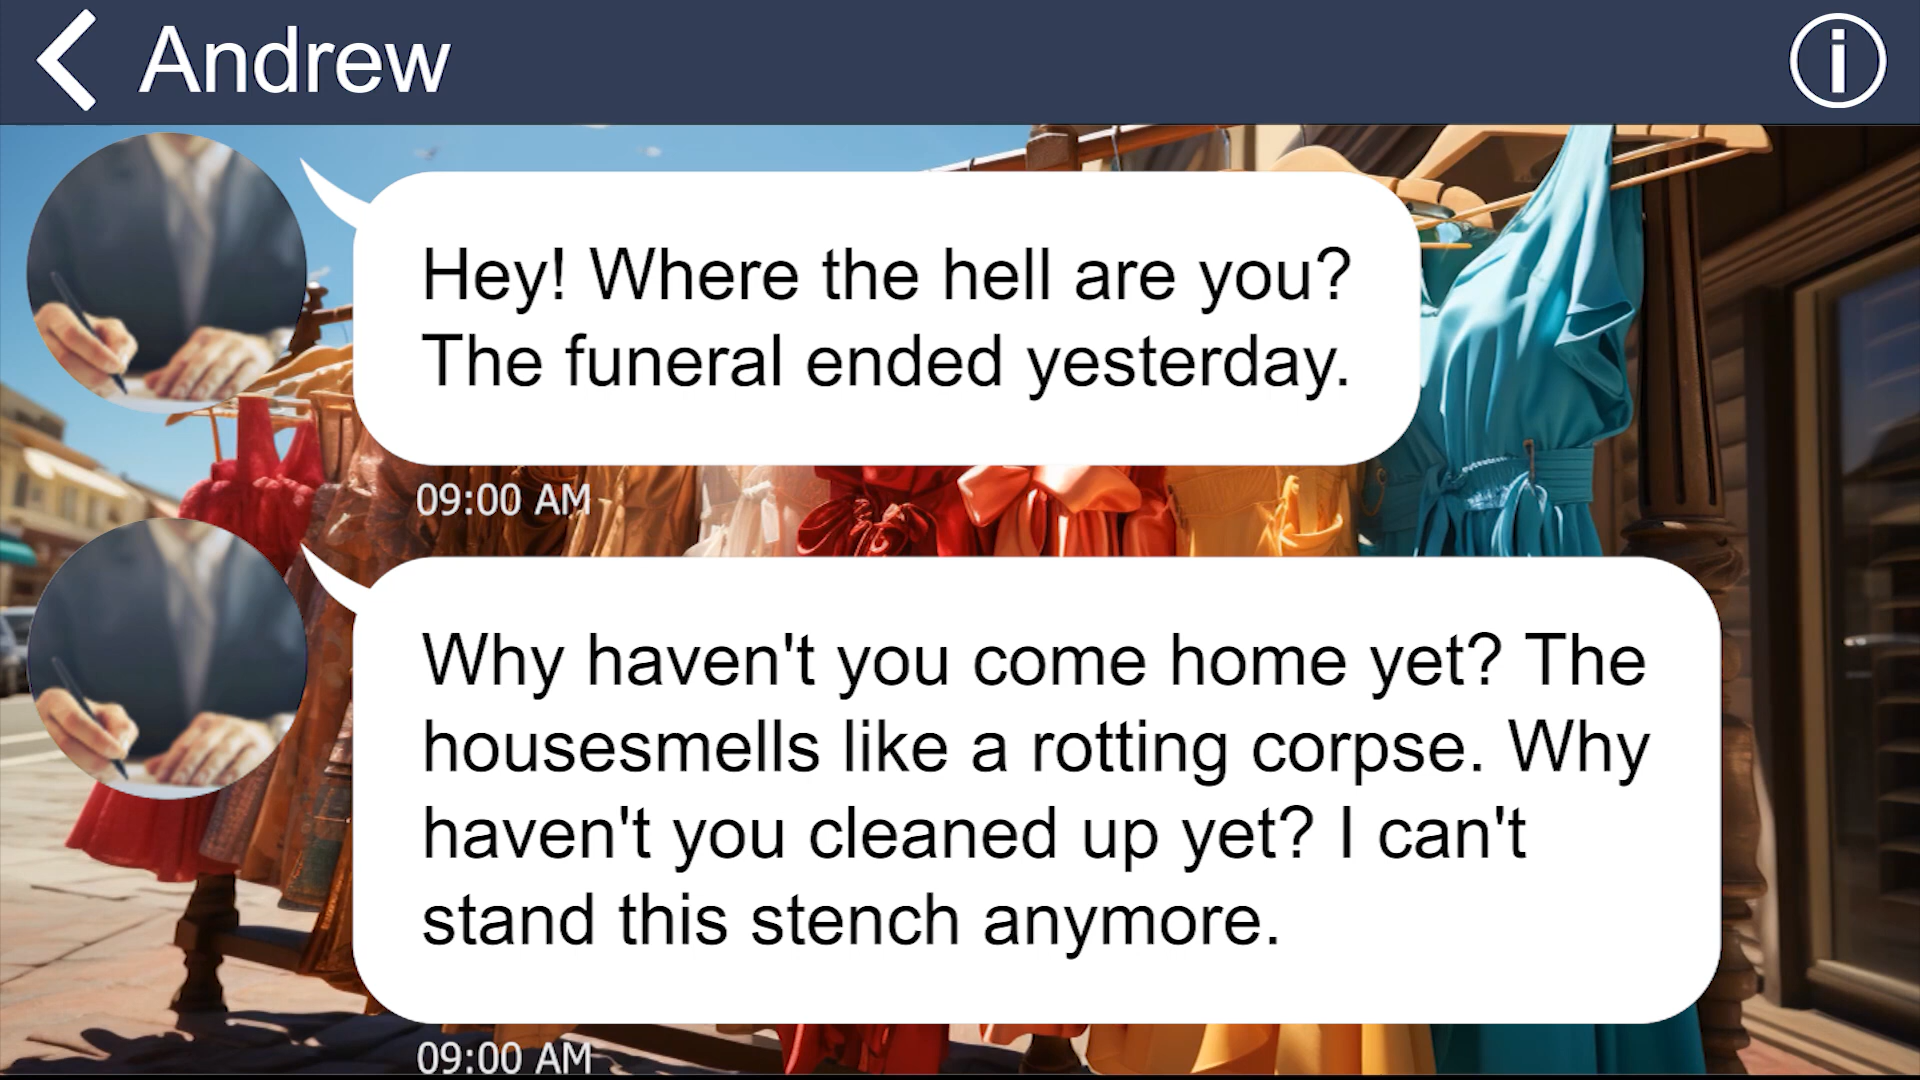 Andrew
Hey! Where the hell are you?
The funeral ended yesterday.
09:00 AM
Why haven't you come home yet? The
housesmells like a rotting corpse. Why
haven't you cleaned up yet? I can't
stand this stench anymore.
09:00 AM